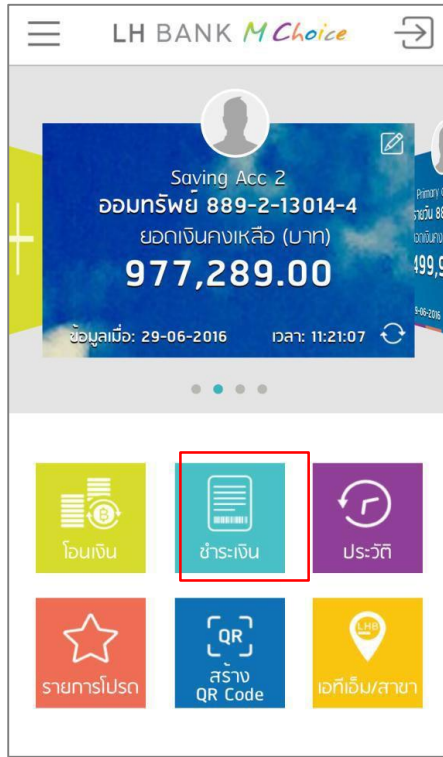 LH BANK M Choice
Saving Acc 2
ออมทรัพย์ 889-2-13014-4
ยอดเงินคงเหลือ (บาท)
977,289.00
ข้อมูลเมื่อ: 29-06-2016 เวลา: 11:21:07
Primary
499,9
โอนเงิน
ชำระเงิน
ประวัติ
รายการโปรด
QR
สร้าง
QR Code
LHB
เอทีเอ็ม/สาขา